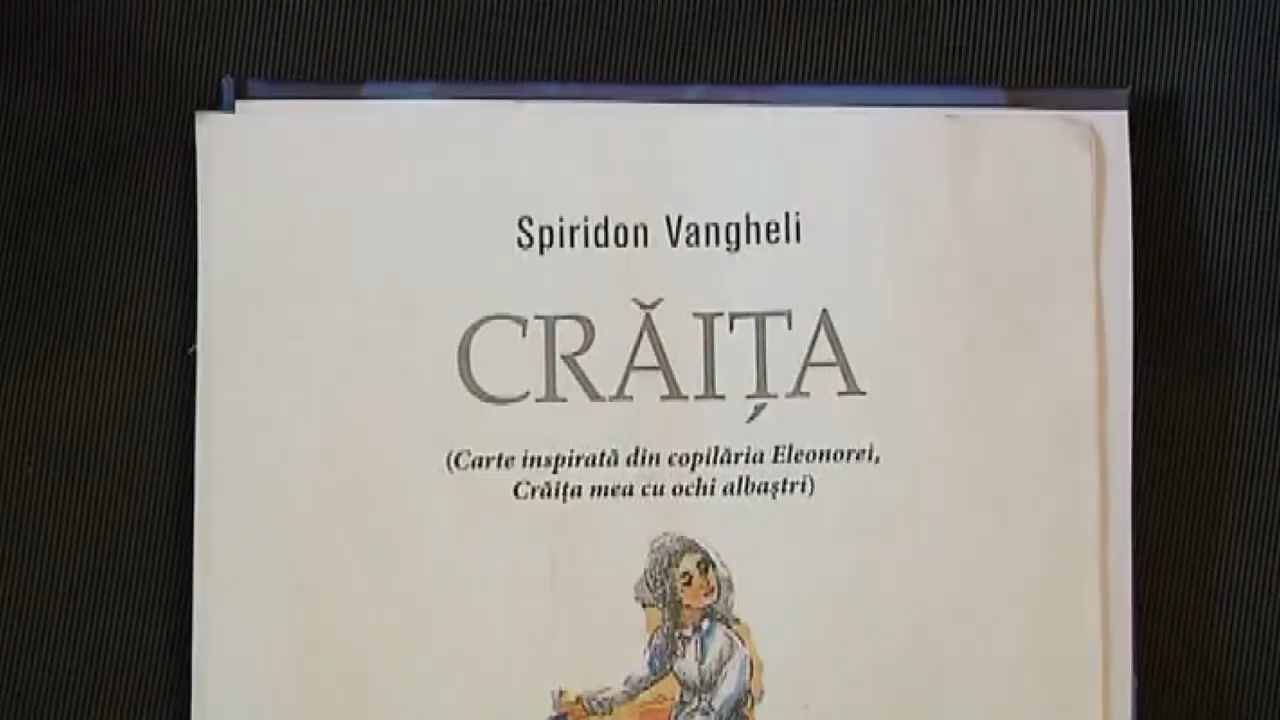 Spiridon Vangheli
CRĂIȚA
(Carte inspirată din copilăria Eleonorei,
Crăița mea cu ochi albaștri)